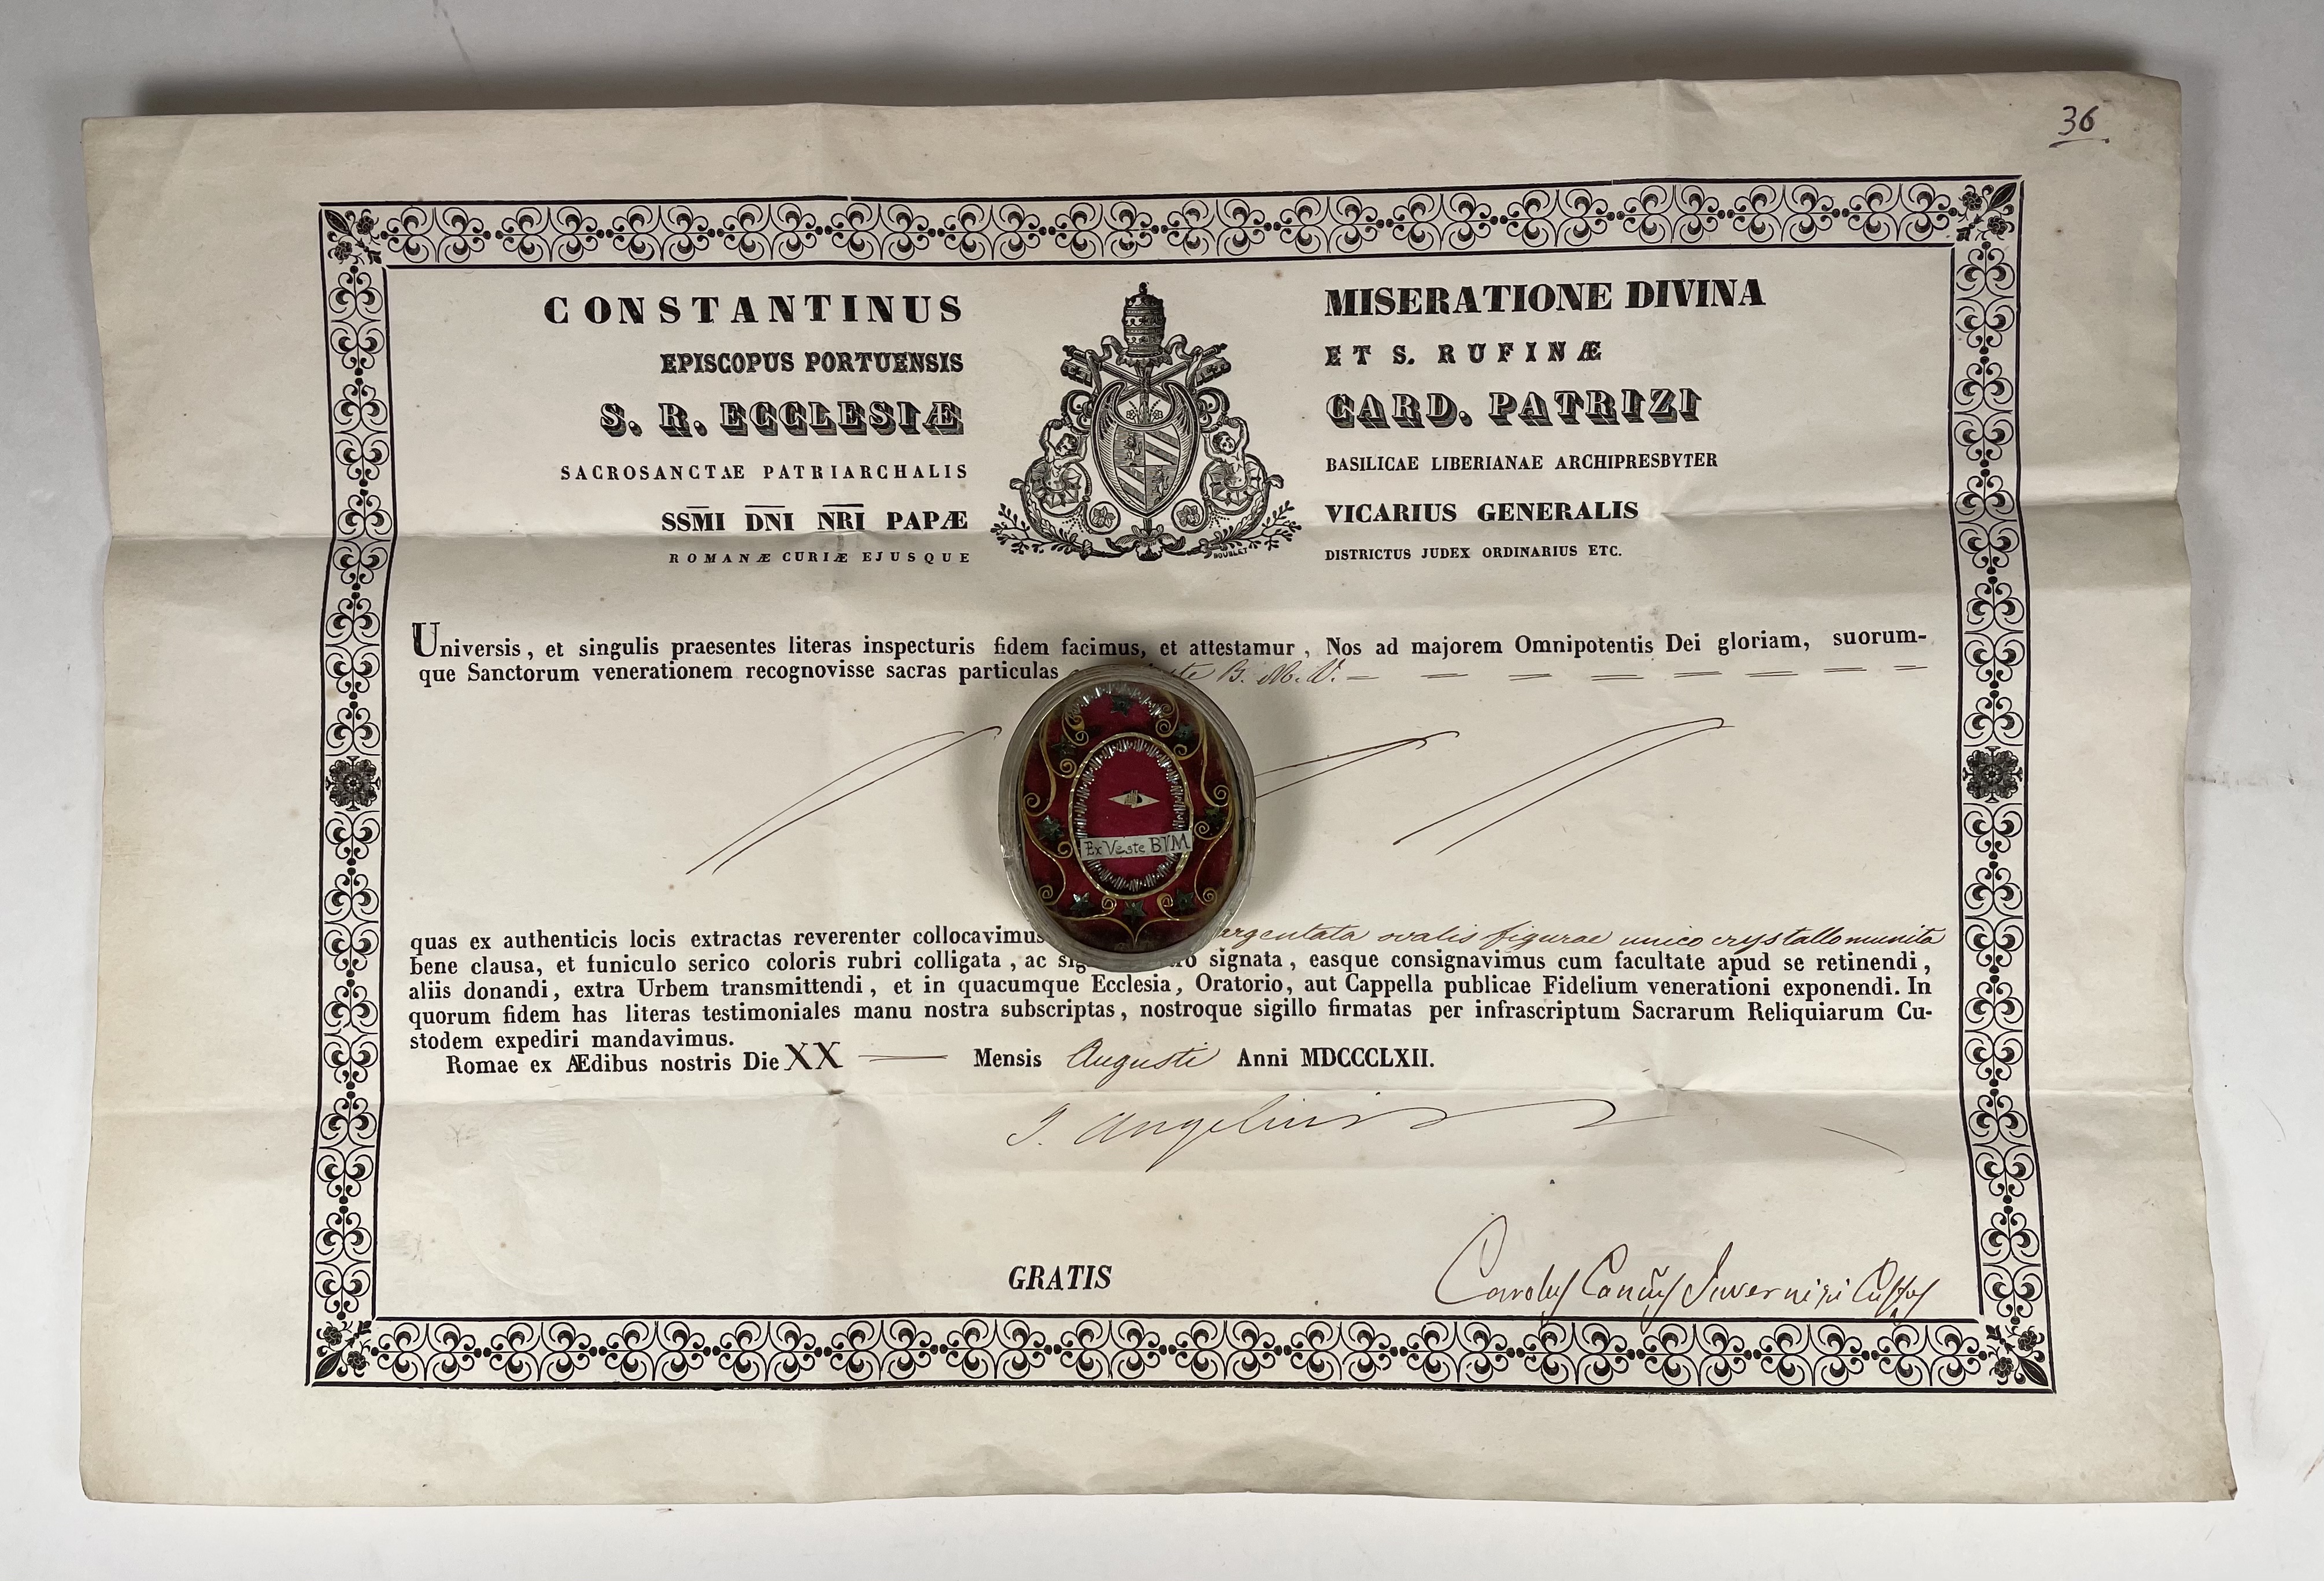 36
CONSTANTINUS MISERATIONE DIVINA
EPISCOPUS PORTUENSIS ET S. RUFINÆ
S. R. ECCLESIÆ CARD. PATRIZI
SACROSANCTAE PATRIARCHALIS BASILICAE LIBERIANAE ARCHIPRESBYTER
SSMI DNI NRI PAPÆ VICARIUS GENERALIS
ROMANÆ CURIÆ EJUSQUE DISTRICTUS JUDEX ORDINARIUS ETC.
Universis, et singulis praesentes literas inspecturis fidem facimus, et attestamur, Nos ad majorem Omnipotentis Dei gloriam, suorum-
que Sanctorum venerationem recognovisse sacras particulas B. M. V.
Ex Veste B.V.M
quas ex authenticis locis extractas reverenter collocavimus argentata ovalis figurae unico crystallo munita
bene clausa, et funiculo serico coloris rubri colligata, ac signata, easque consignavimus cum facultate apud se retinendi,
aliis donandi, extra Urbem transmittendi, et in quacumque Ecclesia, Oratorio, aut Cappella publicae Fidelium venerationi exponendi. In
quorum fidem has literas testimoniales manu nostra subscriptas, nostroque sigillo firmatas per infrascriptum Sacrarum Reliquiarum Cu-
stodem expediri mandavimus.
Romae ex Ædibus nostris Die XX Mensis Augusti Anni MDCCCLXII.
GRATIS